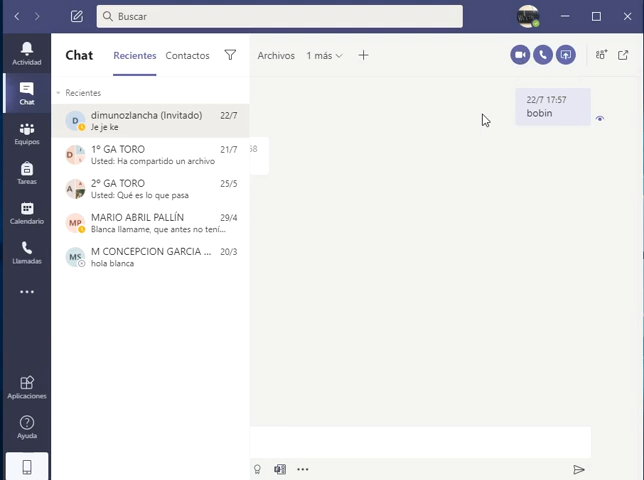 Buscar
Actividad
Chat
Equipos
Tareas
Calendario
Llamadas
Aplicaciones
Ayuda
Chat Recientes Contactos
Recientes
D dimunozlancha (Invitado) 22/7
Je je ke
D 1º GA TORO 21/7
Usted: Ha compartido un archivo
A 2º GA TORO 25/5
Usted: Qué es lo que pasa
MP MARIO ABRIL PALLÍN 29/4
Blanca llamame, que antes no tení...
MS M CONCEPCION GARCIA ... 20/3
hola blanca
Archivos 1 más
22/7 17:57
bobin
58